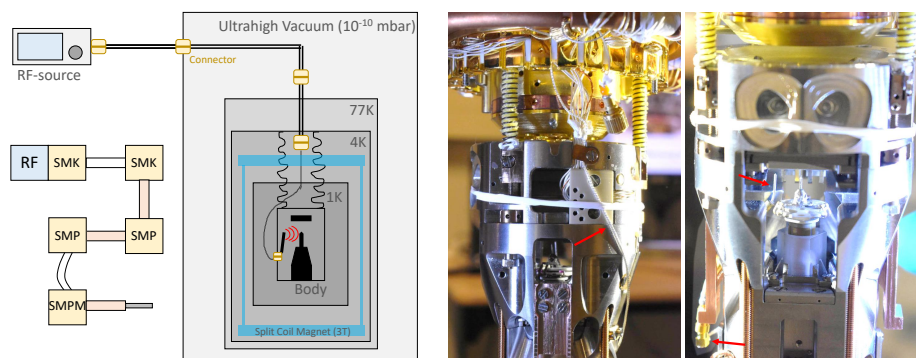 Ultrahigh Vacuum (10⁻¹⁰ mbar)
RF-source
Connector
77K
4K
1K
Body
Split Coil Magnet (3T)
RF
SMK
SMK
SMP
SMP
SMPM